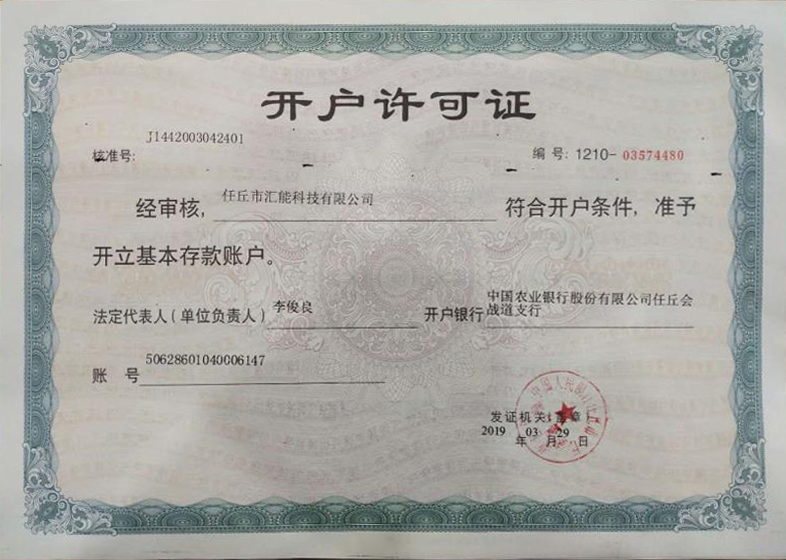 开户许可证
J1442003042401
核准号:
编号: 1210-03574480
经审核, 任丘市汇能科技有限公司 符合开户条件, 准予
开立基本存款账户。
法定代表人(单位负责人) 李俊良 开户银行 中国农业银行股份有限公司任丘会
战道支行
账 号 50628601040006147
发证机关(盖章)
2019 年 03 月 29 日